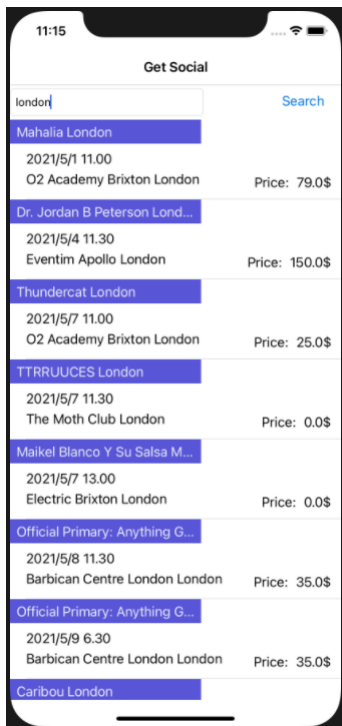 11:15
Get Social
london
Search
Mahalia London
2021/5/1 11.00
O2 Academy Brixton London
Price: 79.0$
Dr. Jordan B Peterson Lond...
2021/5/4 11.30
Eventim Apollo London
Price: 150.0$
Thundercat London
2021/5/7 11.00
O2 Academy Brixton London
Price: 25.0$
TTRRUUCES London
2021/5/7 11.30
The Moth Club London
Price: 0.0$
Maikel Blanco Y Su Salsa M...
2021/5/7 13.00
Electric Brixton London
Price: 0.0$
Official Primary: Anything G...
2021/5/8 11.30
Barbican Centre London London
Price: 35.0$
Official Primary: Anything G...
2021/5/9 6.30
Barbican Centre London London
Price: 35.0$
Caribou London